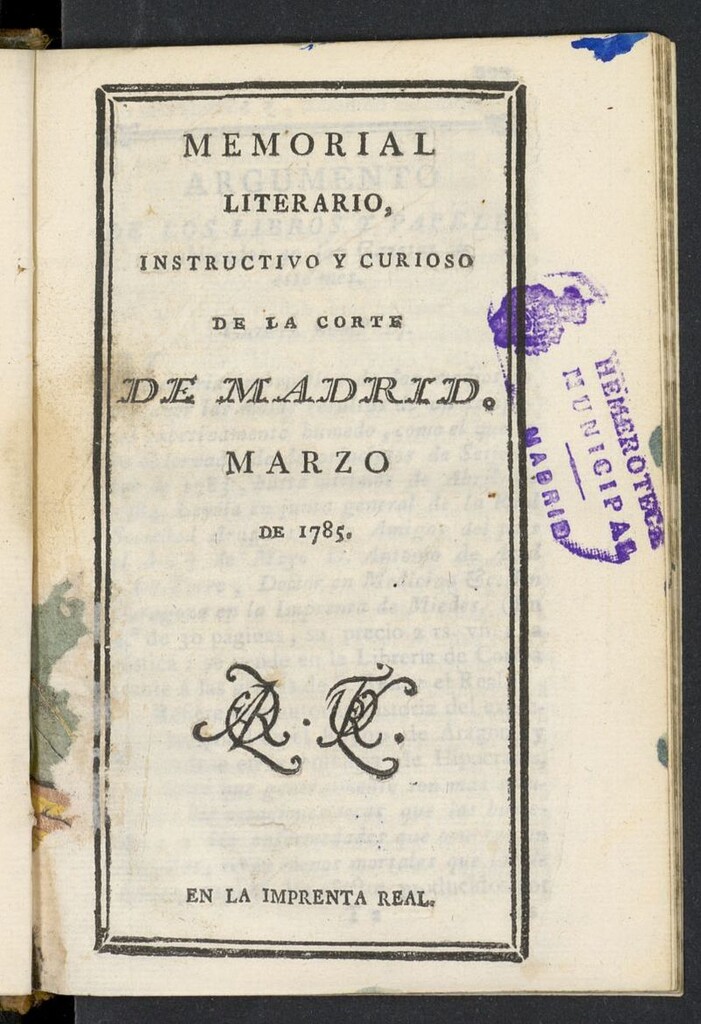 MEMORIAL
LITERARIO,
INSTRUCTIVO Y CURIOSO
DE LA CORTE
DE MADRID.
MARZO
DE 1785.
EN LA IMPRENTA REAL.
HEMEROTECA
MUNICIPAL
MADRID